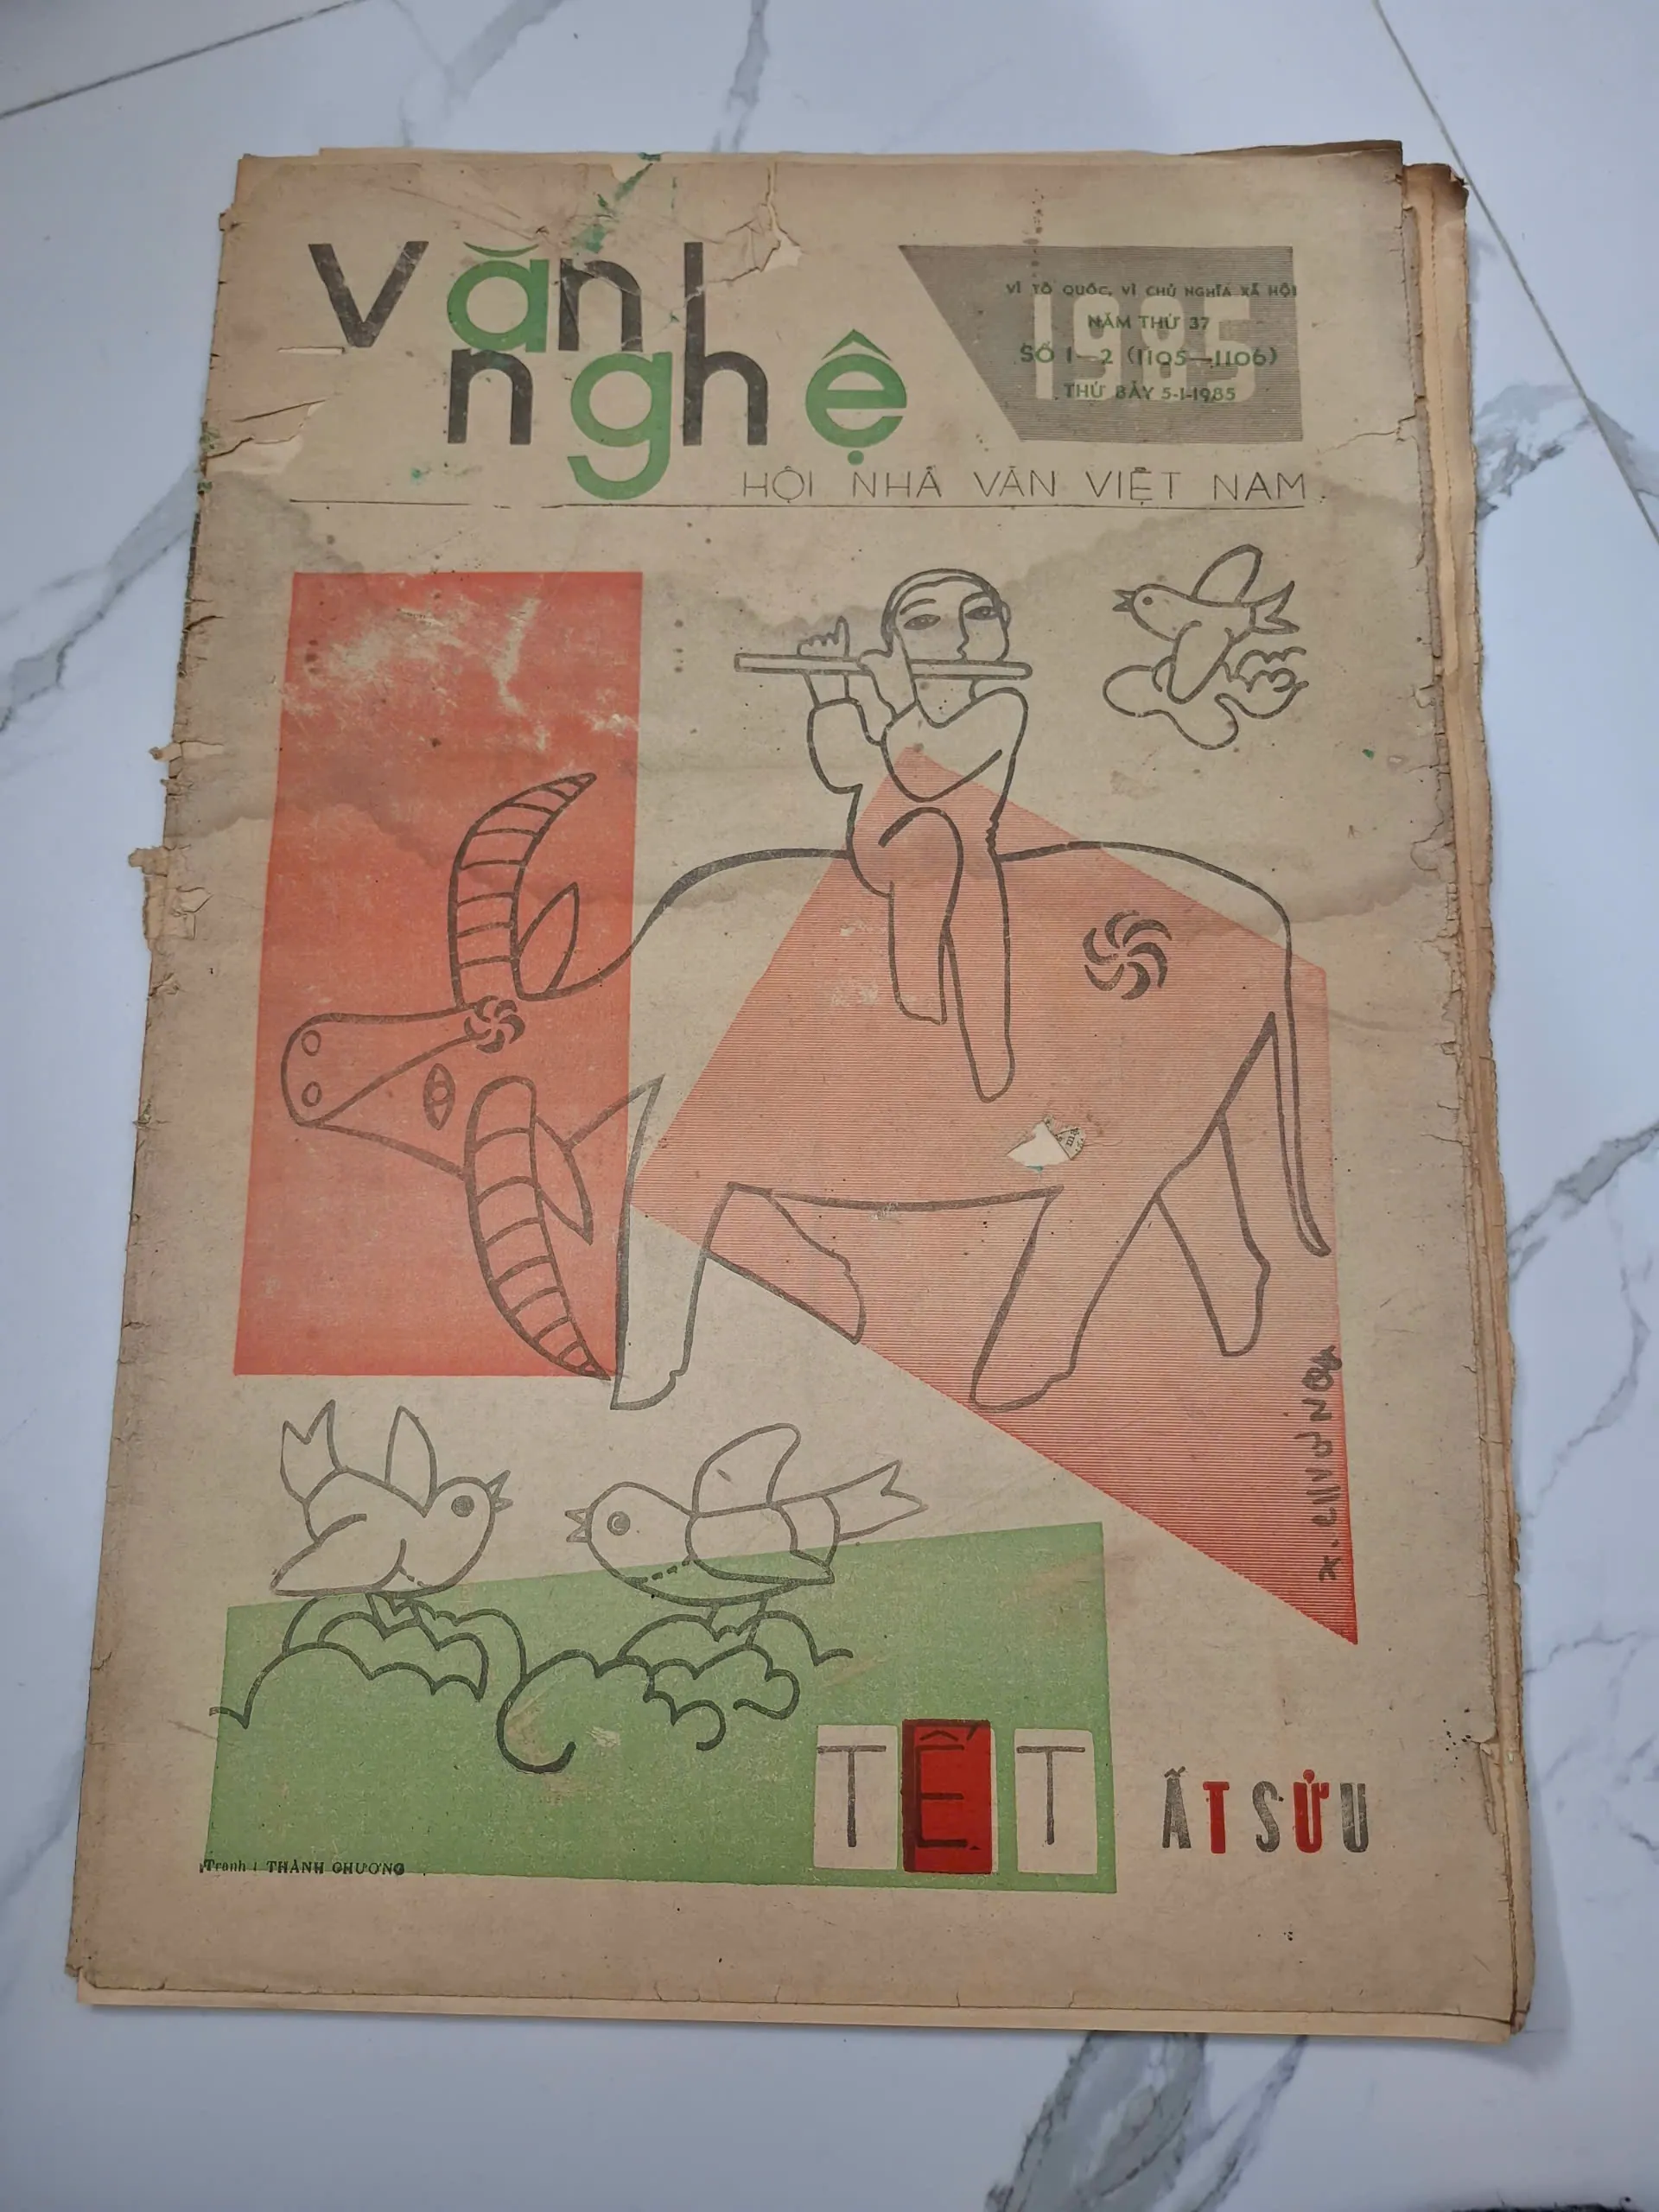 Văn
nghệ
1985
VÌ TỔ QUỐC, VÌ CHỦ NGHĨA XÃ HỘI
NĂM THỨ 37
SỐ 1—2 (1105—1106)
THỨ BẢY 5-1-1985
HỘI NHÀ VĂN VIỆT NAM
TẾT
ẤT SỬU
Tranh: THÀNH CHƯƠNG